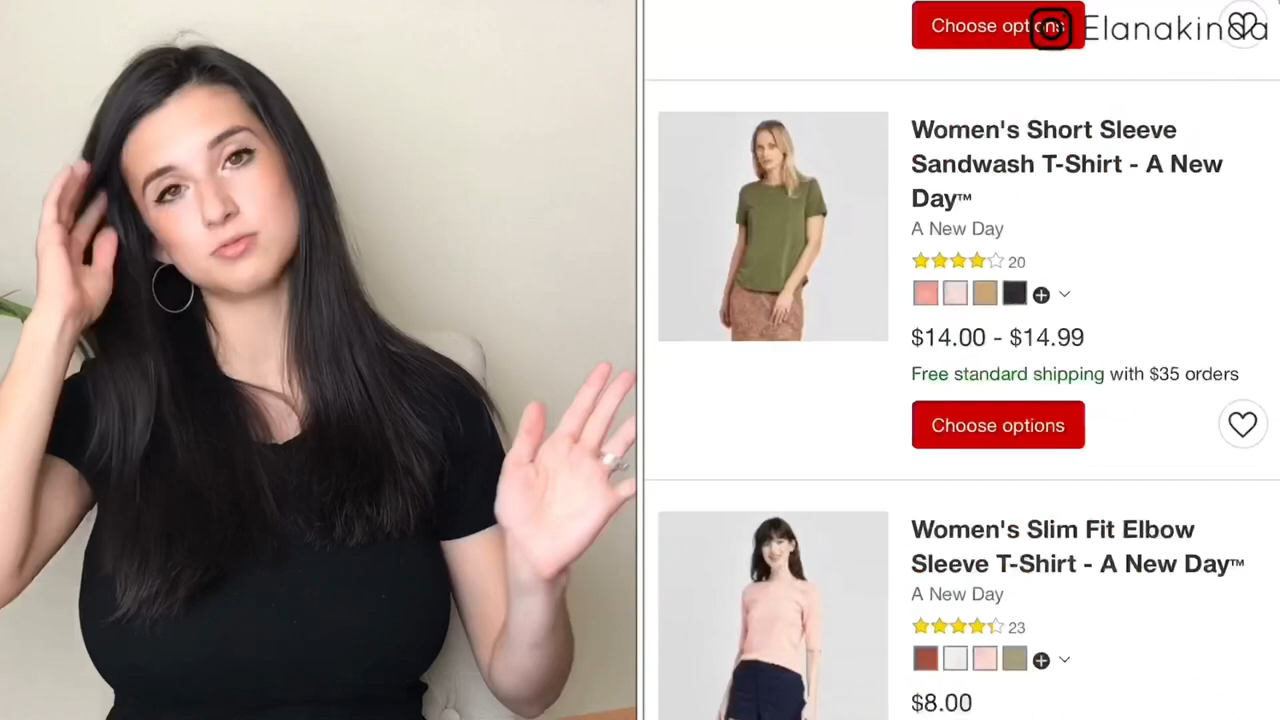 Choose options
Elanakinsla
Women's Short Sleeve
Sandwash T-Shirt - A New
Day™
A New Day
20
$14.00 - $14.99
Free standard shipping with $35 orders
Choose options
Women's Slim Fit Elbow
Sleeve T-Shirt - A New Day™
A New Day
23
$8.00